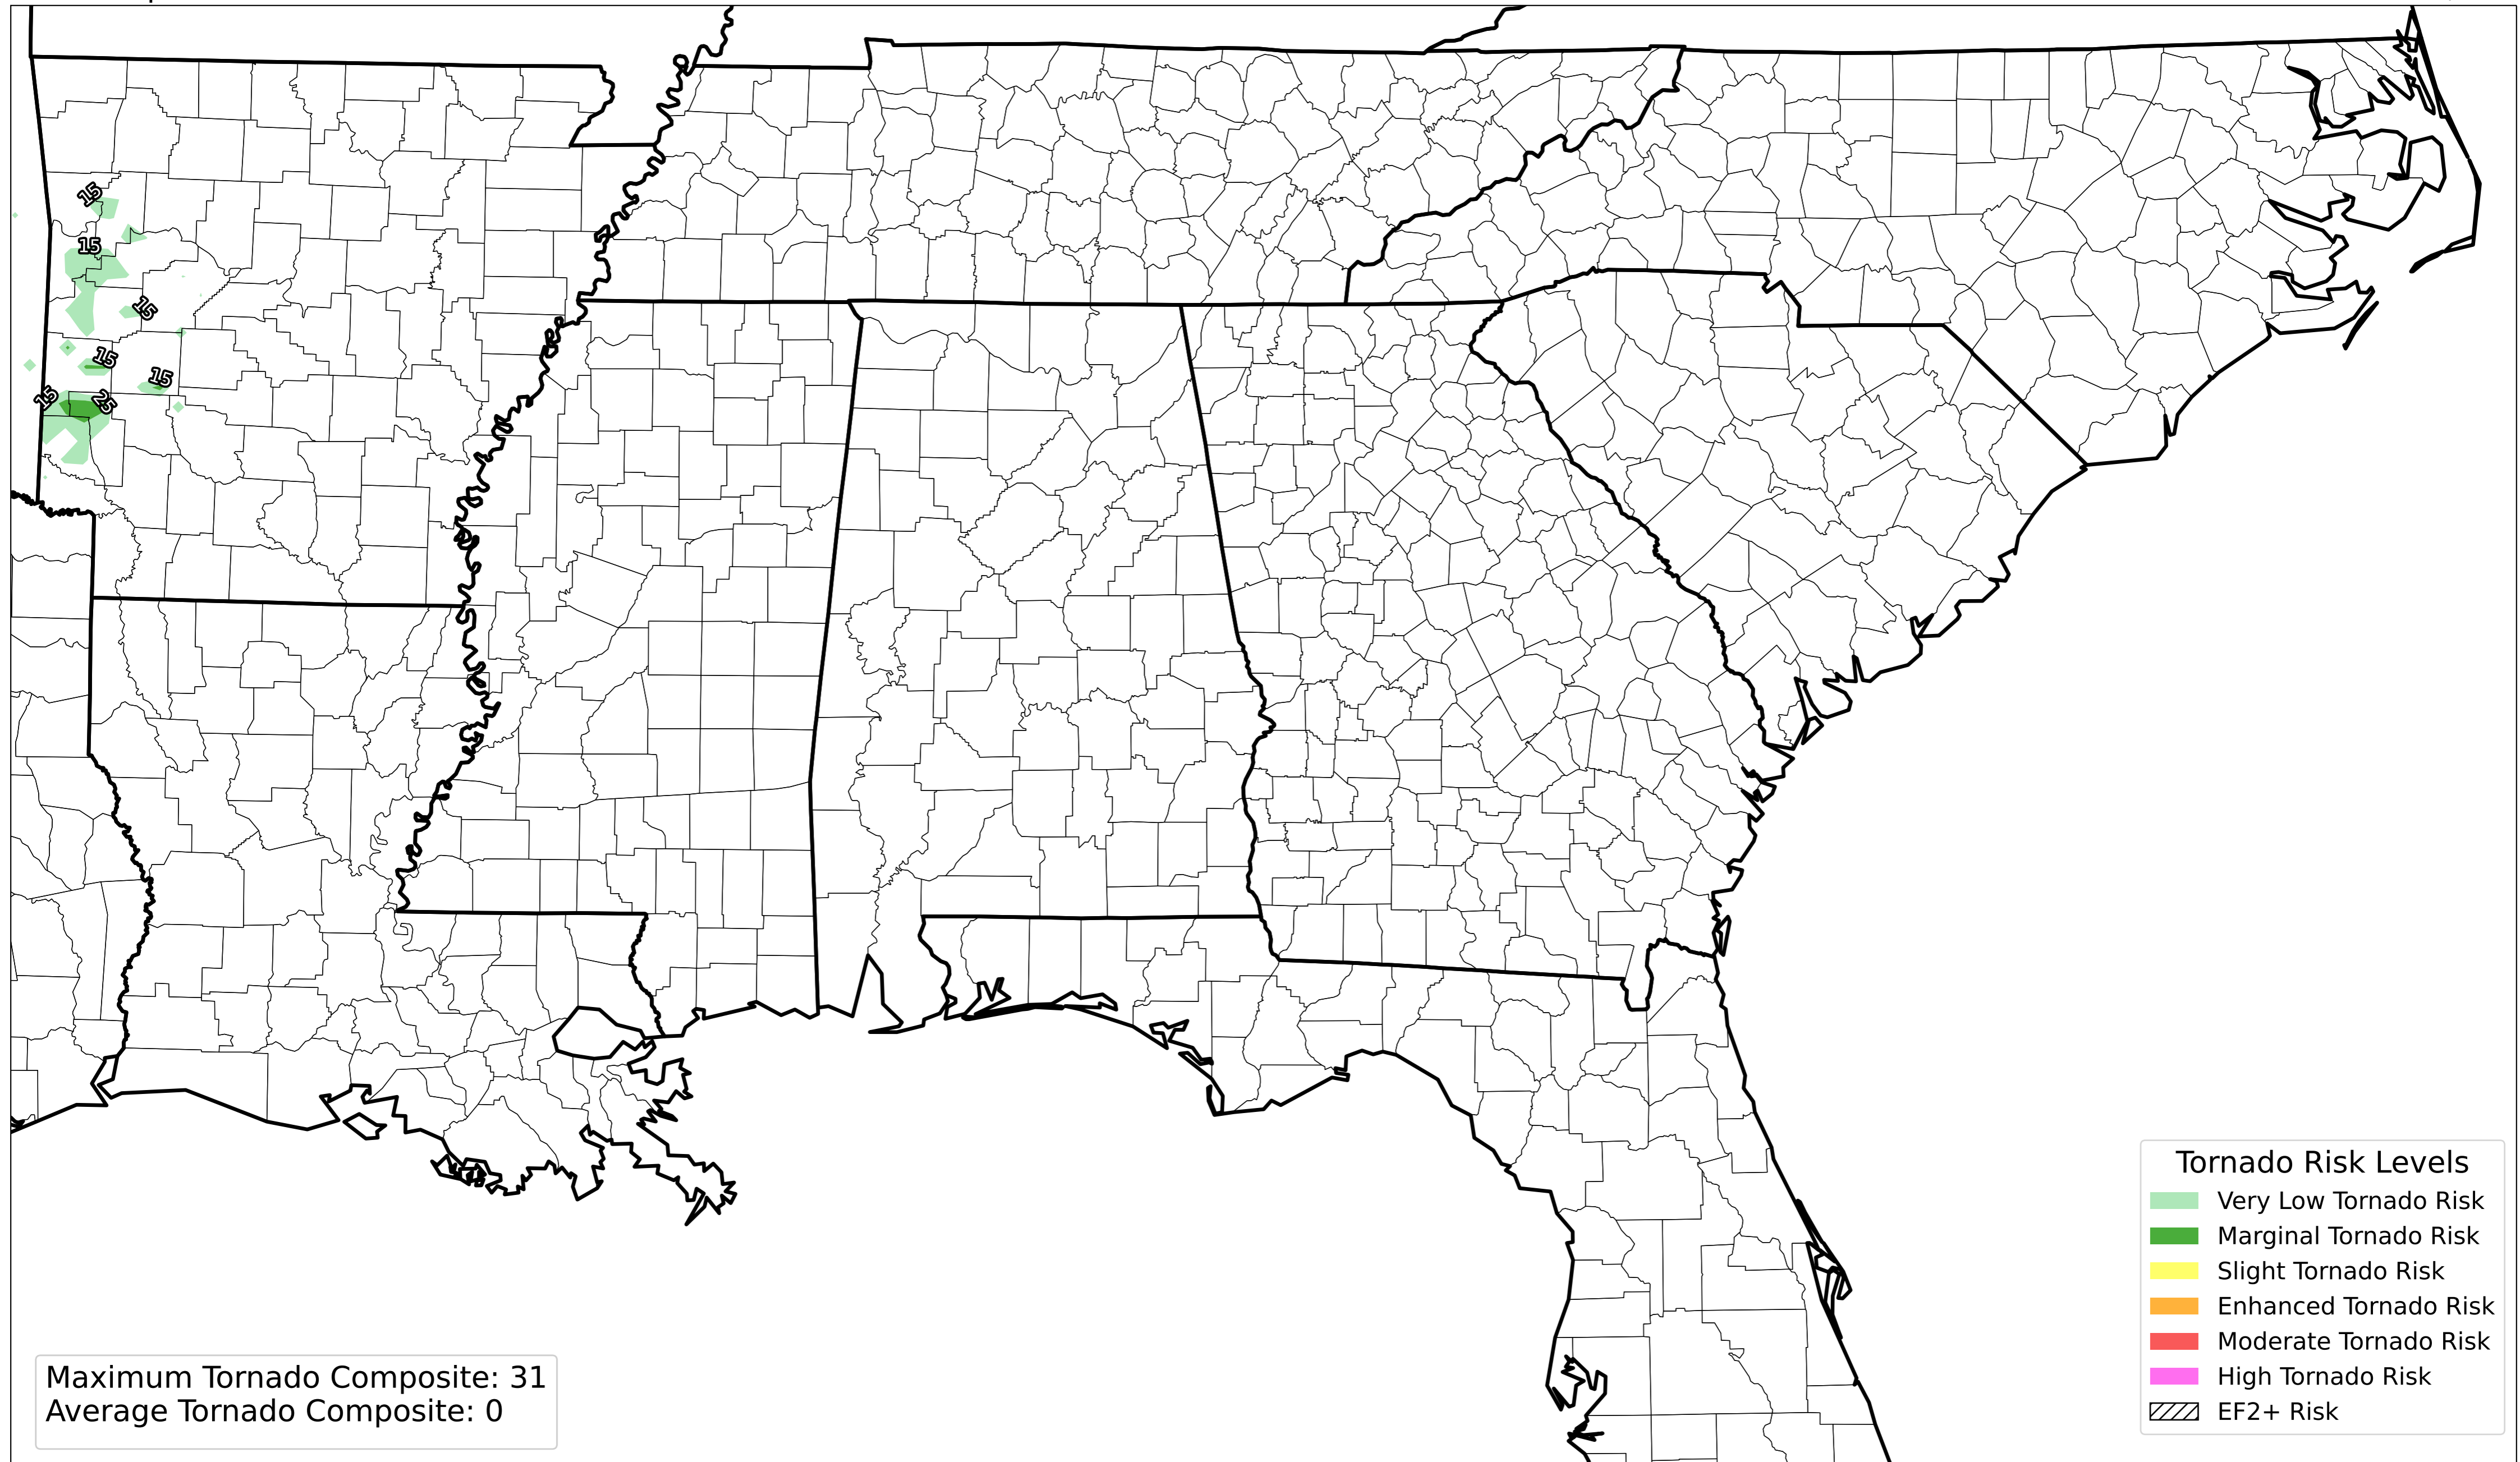 15
15
15
15
15
15
25
Tornado Risk Levels
Very Low Tornado Risk
Marginal Tornado Risk
Slight Tornado Risk
Enhanced Tornado Risk
Moderate Tornado Risk
High Tornado Risk
EF2+ Risk
Maximum Tornado Composite: 31
Average Tornado Composite: 0